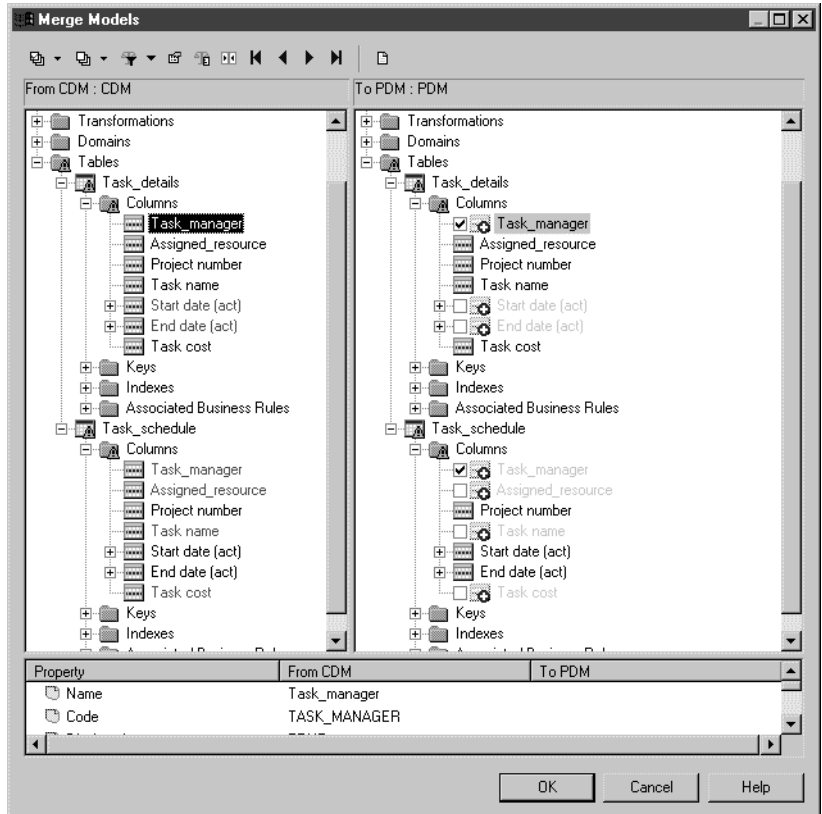 Merge Models
From CDM : CDM
To PDM : PDM
Transformations
Domains
Tables
Task_details
Columns
Task_manager
Assigned_resource
Project number
Task name
Start date (act)
End date (act)
Task cost
Keys
Indexes
Associated Business Rules
Task_schedule
Columns
Task_manager
Assigned_resource
Project number
Task name
Start date (act)
End date (act)
Task cost
Keys
Indexes
Transformations
Domains
Tables
Task_details
Columns
Task_manager
Assigned_resource
Project number
Task name
Start date (act)
End date (act)
Task cost
Keys
Indexes
Associated Business Rules
Task_schedule
Columns
Task_manager
Assigned_resource
Project number
Task name
Start date (act)
End date (act)
Task cost
Keys
Indexes
Property From CDM To PDM
Name Task_manager
Code TASK_MANAGER
OK Cancel Help